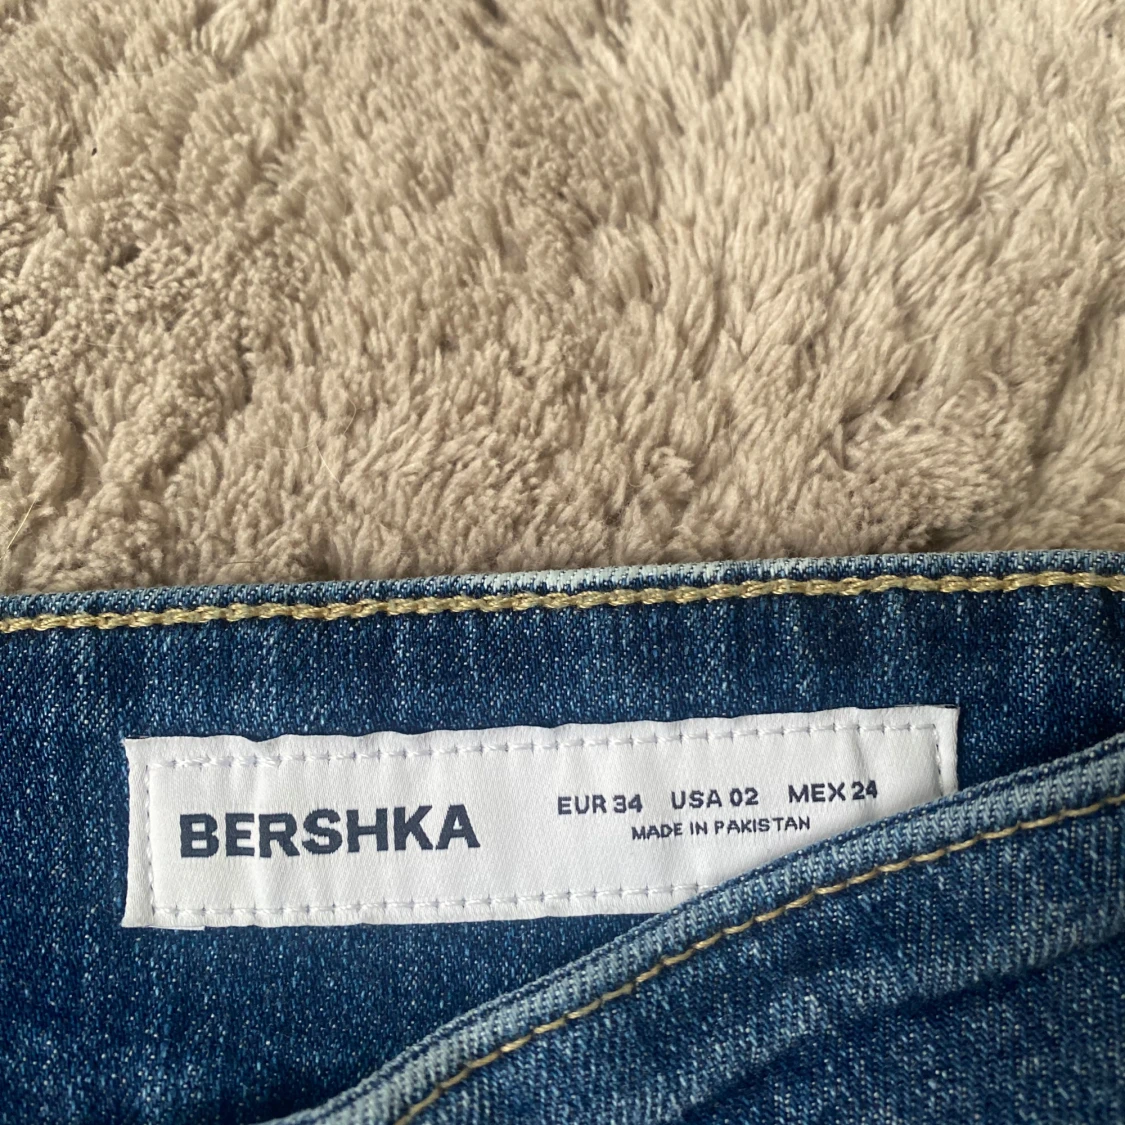 BERSHKA
EUR 34 USA 02 MEX 24
MADE IN PAKISTAN